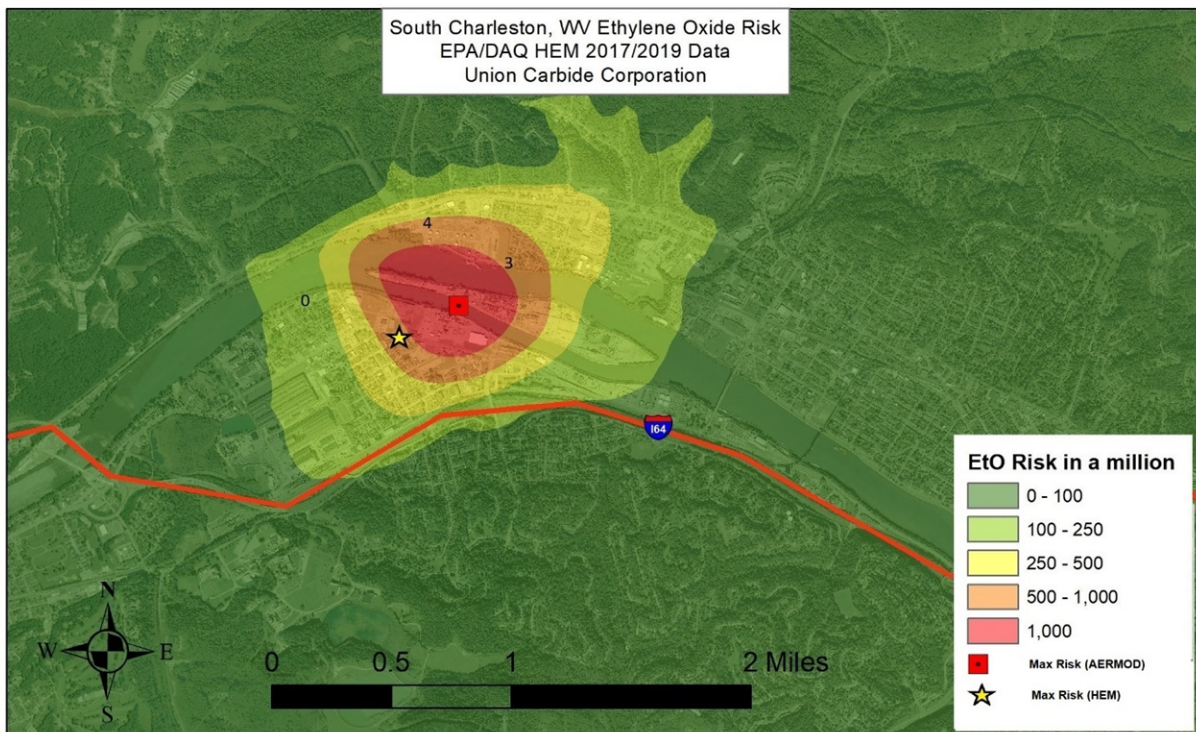 South Charleston, WV Ethylene Oxide Risk
EPA/DAQ HEM 2017/2019 Data
Union Carbide Corporation
4
3
0
I64
N
W E
S
0 0.5 1 2 Miles
EtO Risk in a million
0 - 100
100 - 250
250 - 500
500 - 1,000
1,000
Max Risk (AERMOD)
Max Risk (HEM)